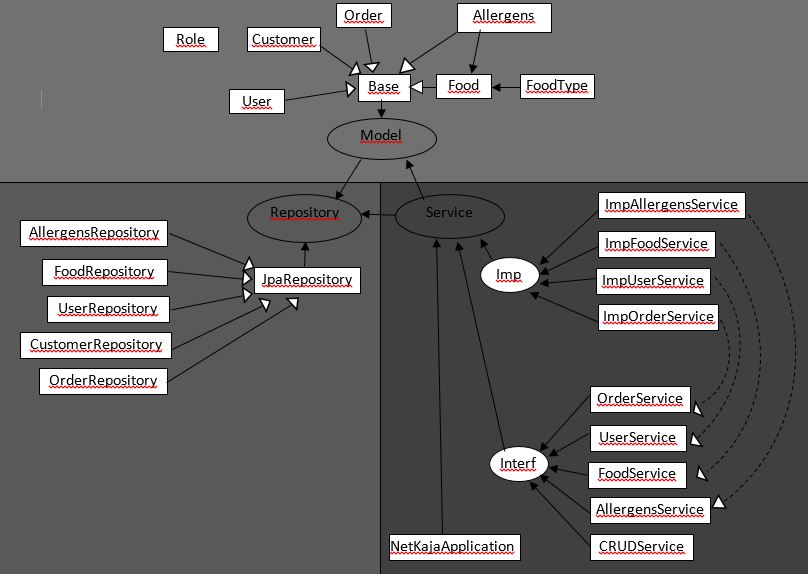 Order
Allergens
Role
Customer
Base
Food
FoodType
User
Model
Repository
Service
AllergensRepository
FoodRepository
UserRepository
CustomerRepository
OrderRepository
JpaRepository
Imp
ImpAllergensService
ImpFoodService
ImpUserService
ImpOrderService
OrderService
UserService
Interf
FoodService
AllergensService
CRUDService
NetKajaApplication